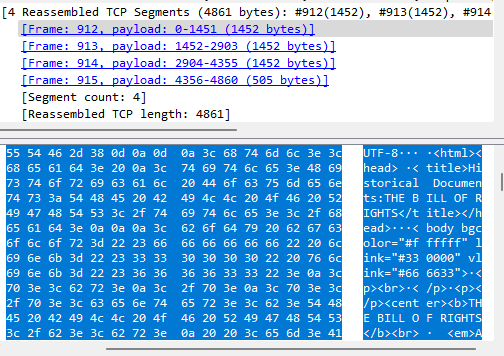 [4 Reassembled TCP Segments (4861 bytes): #912(1452), #913(1452), #914
[Frame: 912, payload: 0-1451 (1452 bytes)]
[Frame: 913, payload: 1452-2903 (1452 bytes)]
[Frame: 914, payload: 2904-4355 (1452 bytes)]
[Frame: 915, payload: 4356-4860 (505 bytes)]
[Segment count: 4]
[Reassembled TCP length: 4861]
55 54 46 2d 38 0d 0a 0d 0a 3c 68 74 6d 6c 3e 3c UTF-8··· ·<html><
68 65 61 64 3e 20 0a 3c 74 69 74 6c 65 3e 48 69 head> ·< title>Hi
73 74 6f 72 69 63 61 6c 20 44 6f 63 75 6d 65 6e storical Documen
74 73 3a 54 48 45 20 42 49 4c 4c 20 4f 46 20 52 ts:THE B ILL OF R
49 47 48 54 53 3c 2f 74 69 74 6c 65 3e 3c 2f 68 IGHTS</t itle></h
65 61 64 3e 0a 0a 0a 3c 62 6f 64 79 20 62 67 63 ead>···< body bgc
6f 6c 6f 72 3d 22 23 66 66 66 66 66 66 22 20 6c olor="#f fffff" l
69 6e 6b 3d 22 23 33 33 30 30 30 30 22 20 76 6c ink="#33 0000" vl
69 6e 6b 3d 22 23 36 36 36 36 33 33 22 3e 0a 3c ink="#66 6633">·<
70 3e 3c 62 72 3e 0a 3c 2f 70 3e 0a 3c 70 3e 3c p><br>·< /p>·<p><
2f 70 3e 3c 63 65 6e 74 65 72 3e 3c 62 3e 54 48 /p><cent er><b>TH
45 20 42 49 4c 4c 20 4f 46 20 52 49 47 48 54 53 E BILL O F RIGHTS
3c 2f 62 3e 3c 62 72 3e 0a 20 20 3c 65 6d 3e 41 </b><br> · <em>A